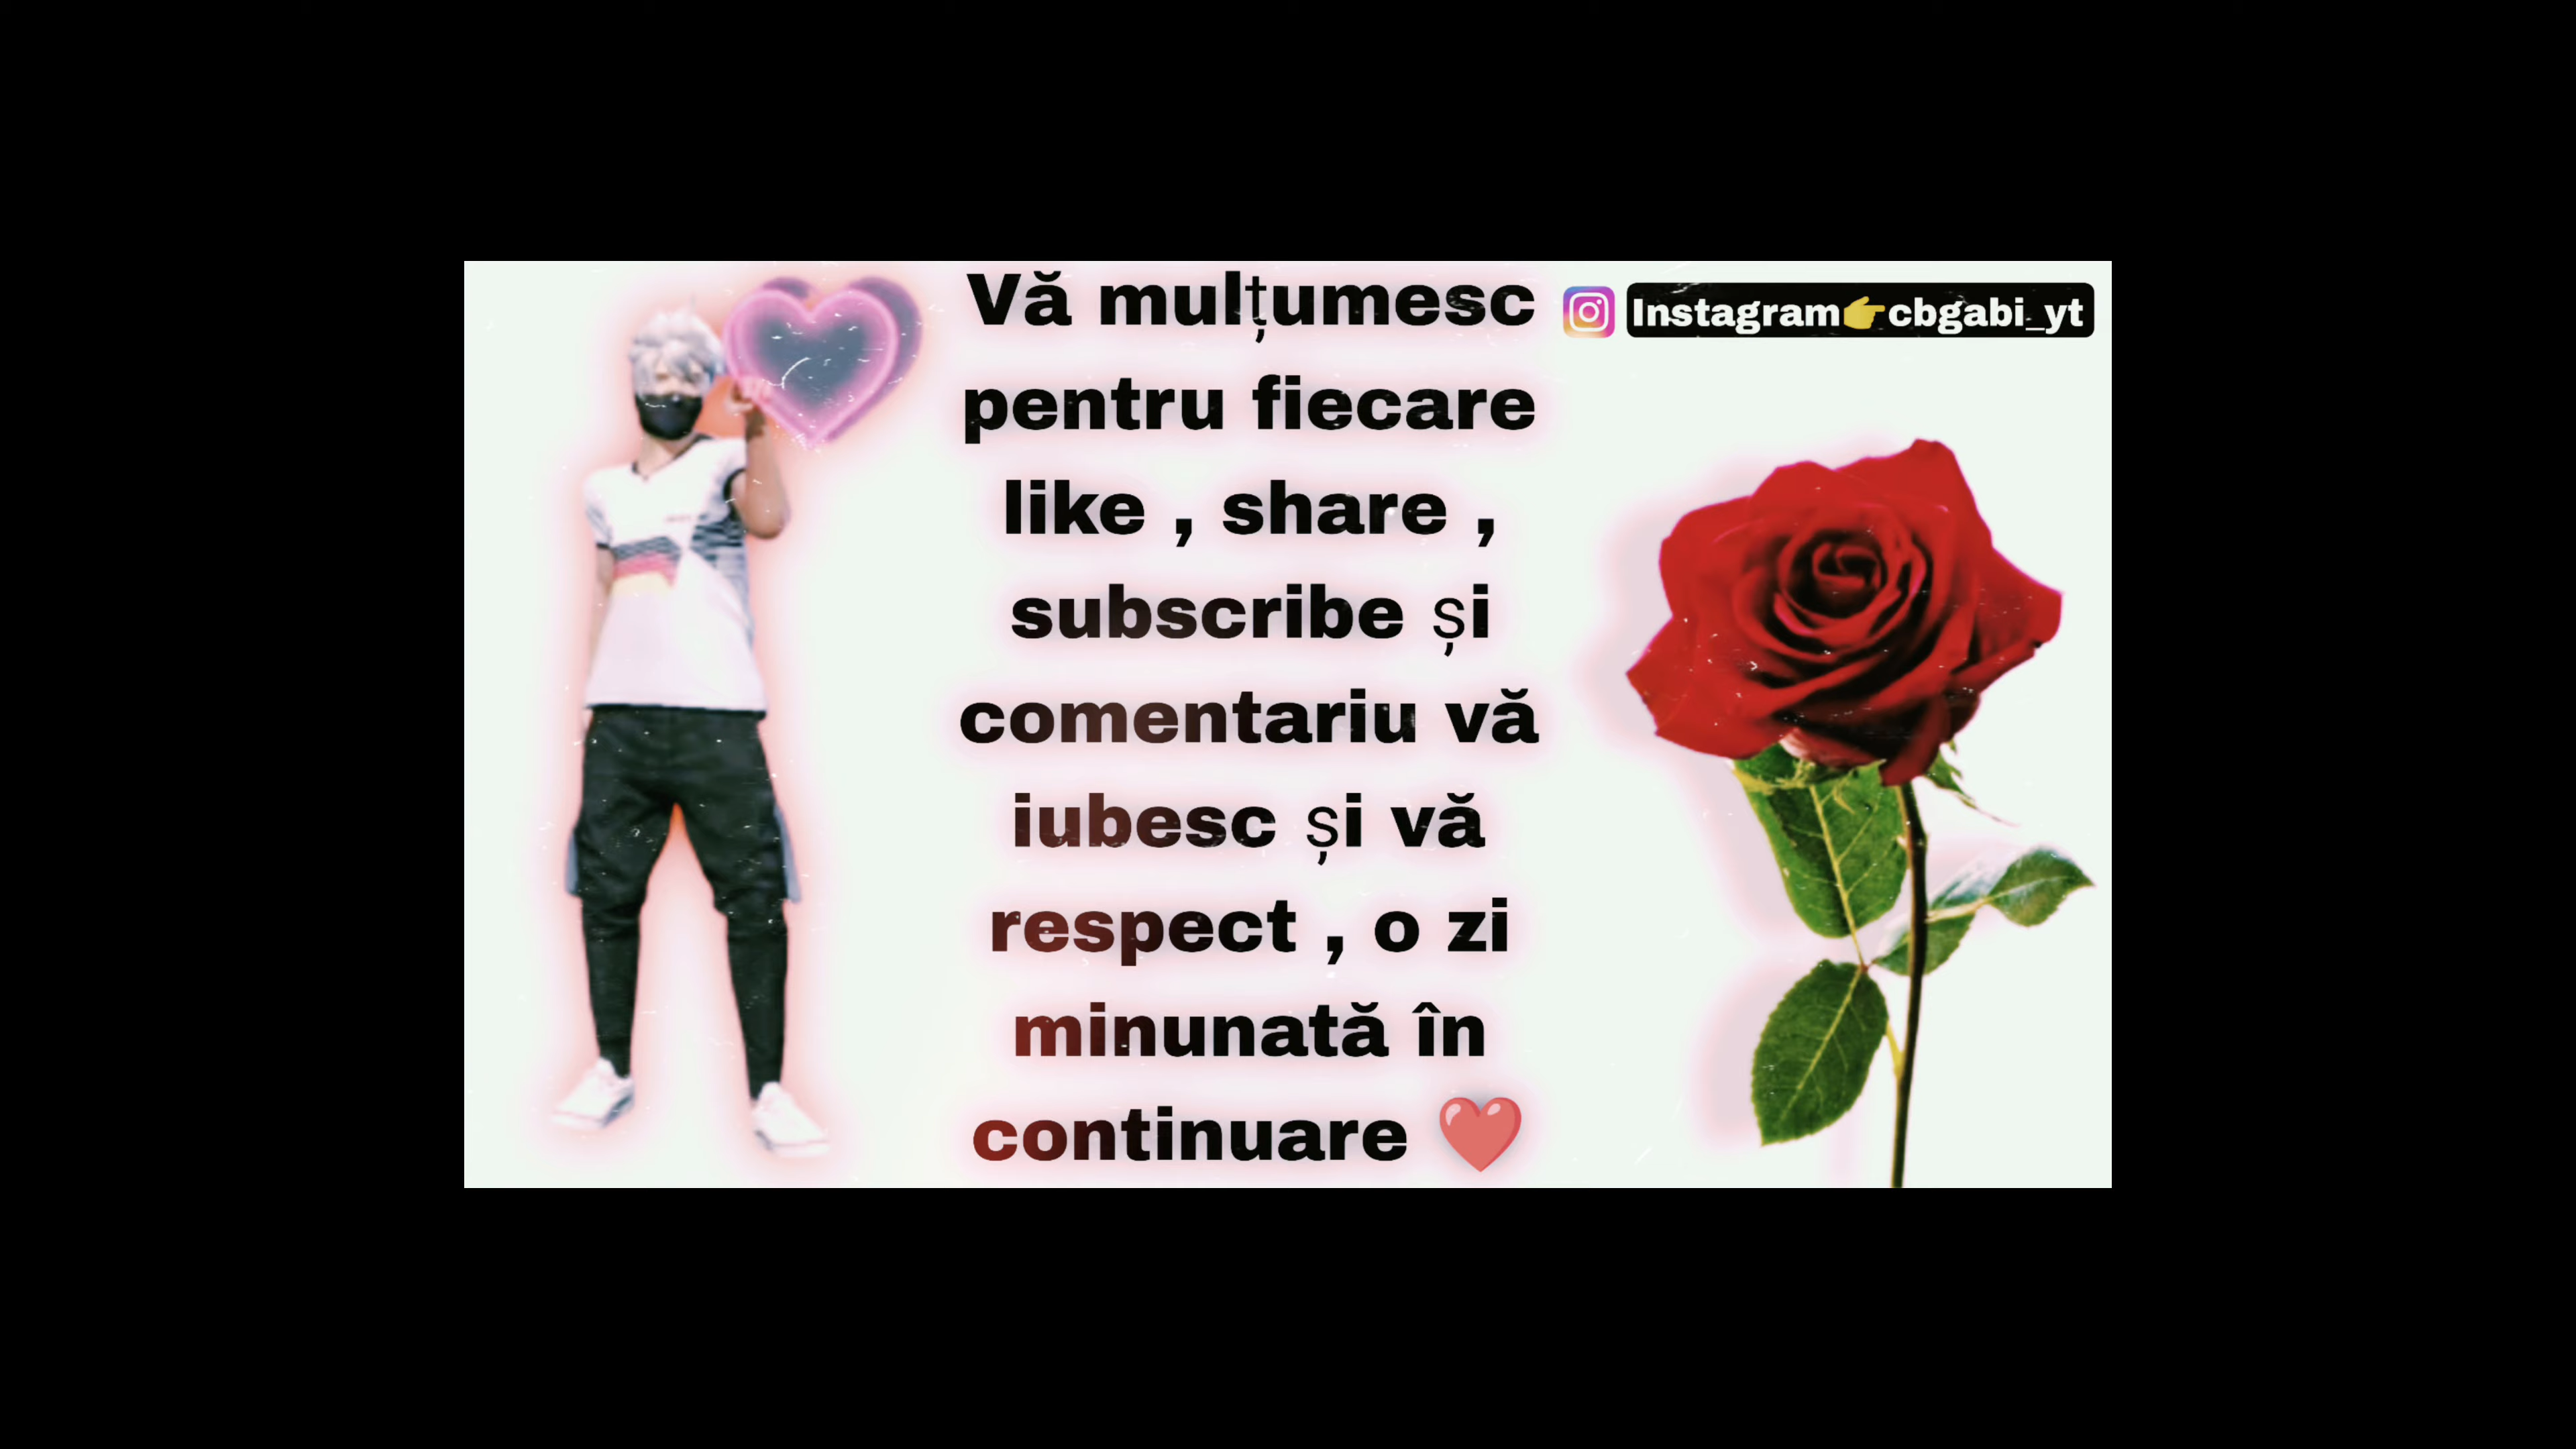 Vă mulțumesc
pentru fiecare
like , share ,
subscribe și
comentariu vă
iubesc și vă
respect , o zi
minunată în
continuare ❤️
Instagram👉cbgabi_yt